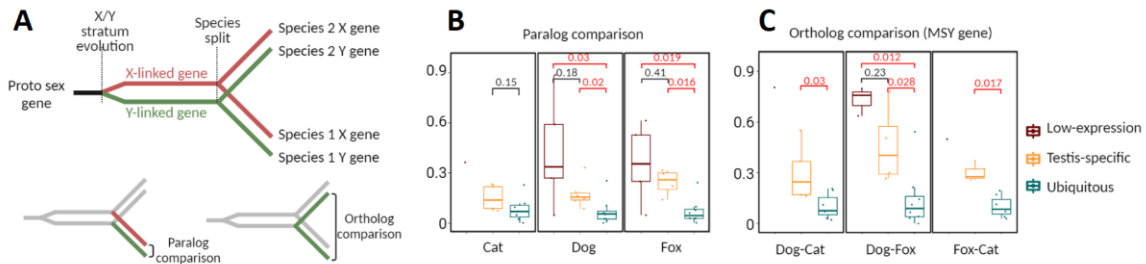 A
X/Y
stratum
evolution
Species
split
Species 2 X gene
Species 2 Y gene
X-linked gene
Proto sex
gene
Y-linked gene
Species 1 X gene
Species 1 Y gene
Paralog
comparison
Ortholog
comparison
B
Paralog comparison
0.9
0.6
0.3
0
0.15
0.03
0.18
0.02
0.019
0.41
0.016
Cat
Dog
Fox
C
Ortholog comparison (MSY gene)
0.9
0.6
0.3
0
0.03
0.012
0.23
0.028
0.017
Dog-Cat
Dog-Fox
Fox-Cat
Low-expression
Testis-specific
Ubiquitous